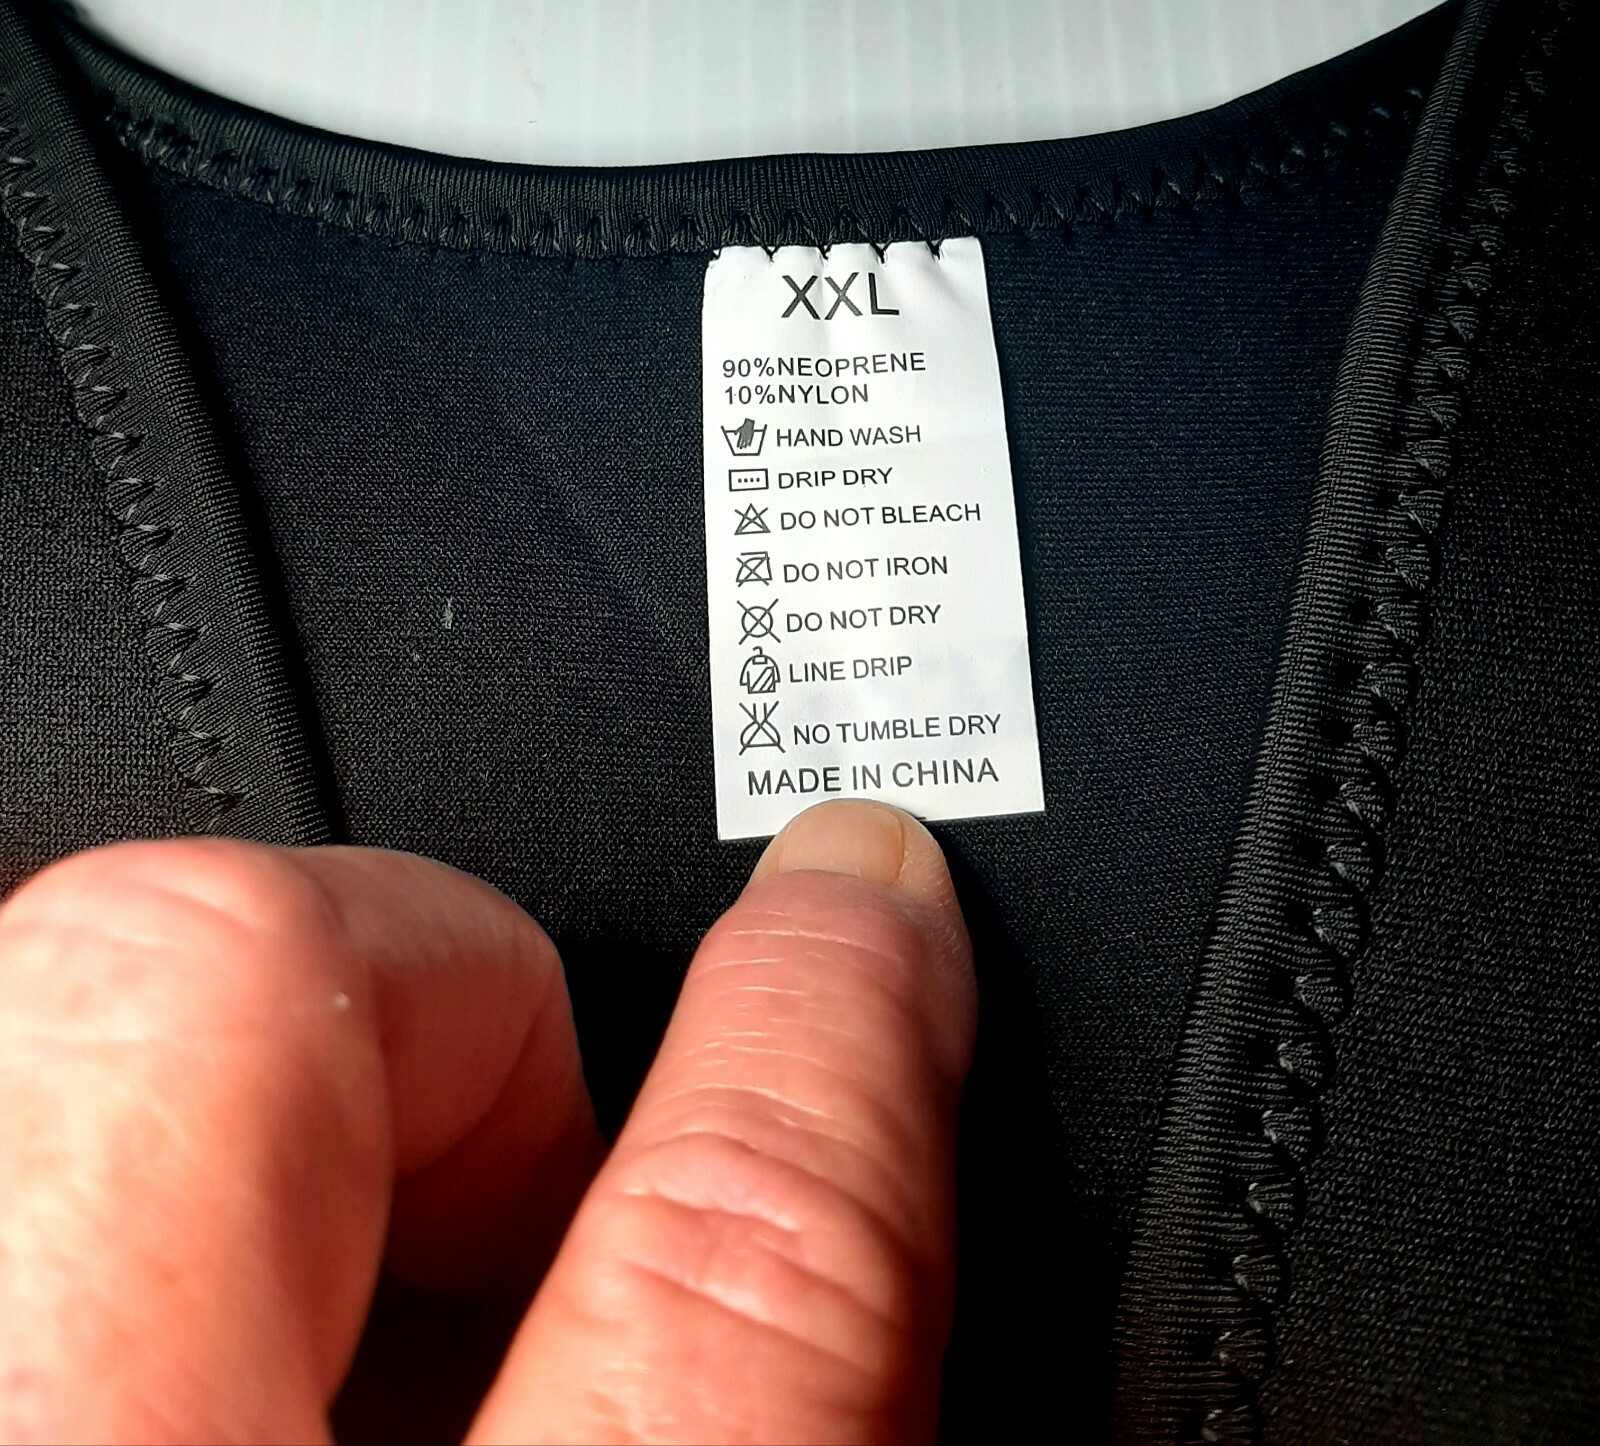 XXL
90%NEOPRENE
10%NYLON
HAND WASH
DRIP DRY
DO NOT BLEACH
DO NOT IRON
DO NOT DRY
LINE DRIP
NO TUMBLE DRY
MADE IN CHINA